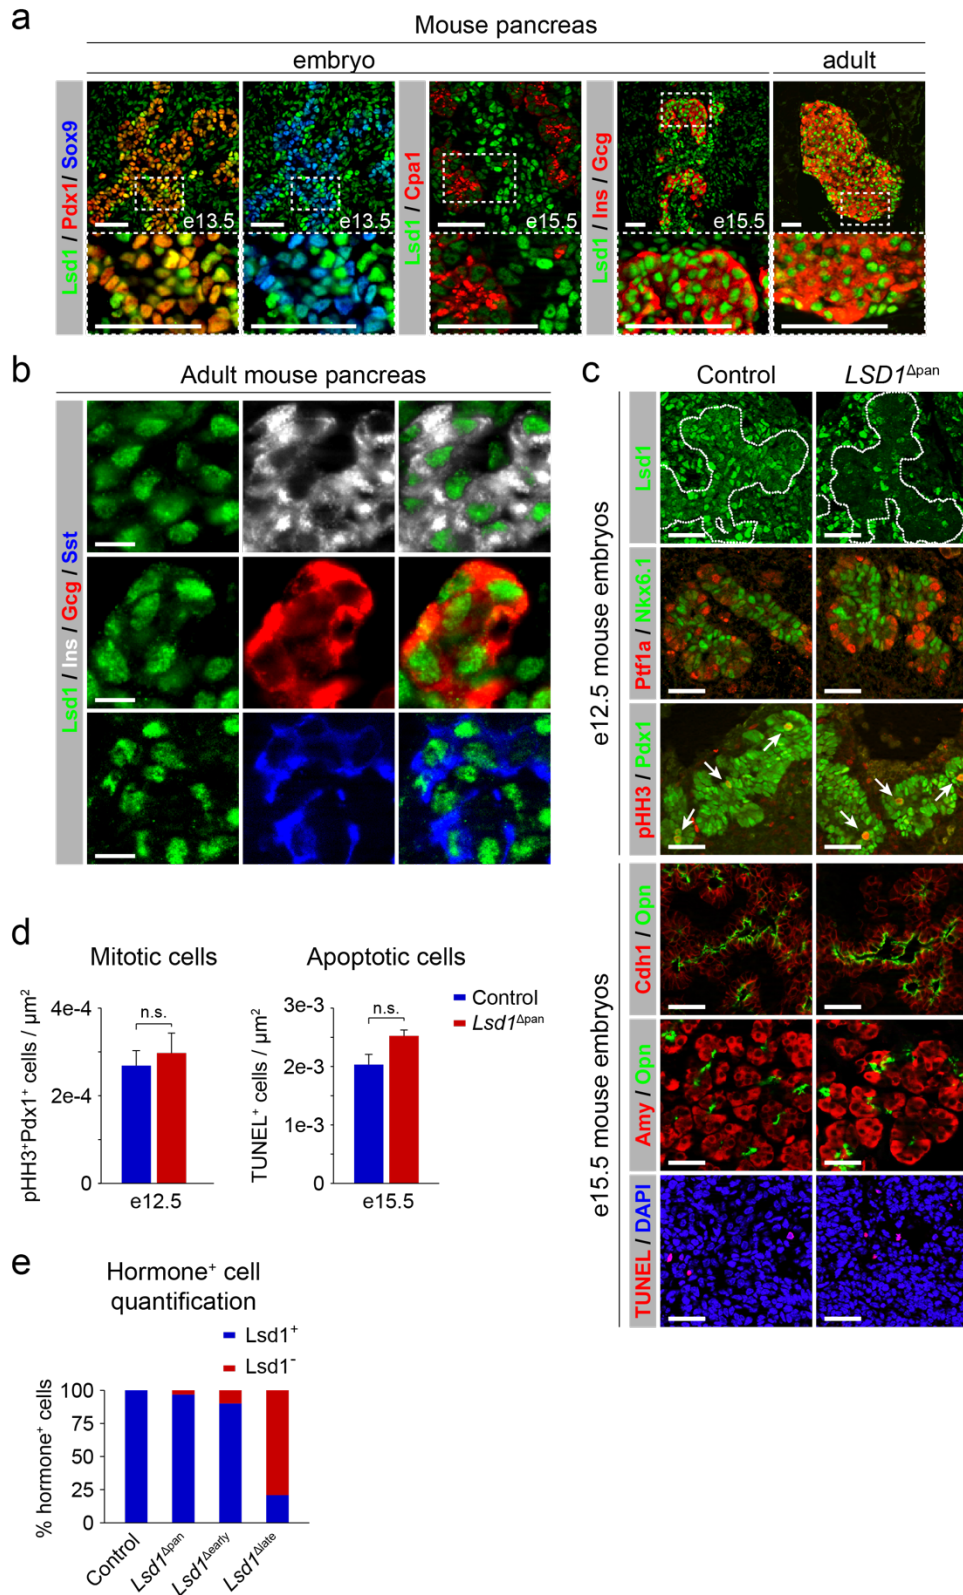 a
Mouse pancreas
embryo
adult
Lsd1 / Pdx1 / Sox9
e13.5
e13.5
Lsd1 / Cpa1
e15.5
Lsd1 / Ins / Gcg
e15.5
b
Adult mouse pancreas
Lsd1 / Ins / Gcg / Sst
c
Control
LSD1Δpan
e12.5 mouse embryos
Lsd1
Ptf1a / Nkx6.1
pHH3 / Pdx1
e15.5 mouse embryos
Cdh1 / Opn
Amy / Opn
TUNEL / DAPI
d
Mitotic cells
pHH3⁺Pdx1⁺ cells / µm²
4e-4
2e-4
0
n.s.
e12.5
Apoptotic cells
TUNEL⁺ cells / µm²
3e-3
2e-3
1e-3
0
n.s.
e15.5
Control
Lsd1Δpan
e
Hormone⁺ cell
quantification
Lsd1⁺
Lsd1⁻
% hormone⁺ cells
100
75
50
25
0
Control
Lsd1Δpan
Lsd1Δearly
Lsd1Δlate